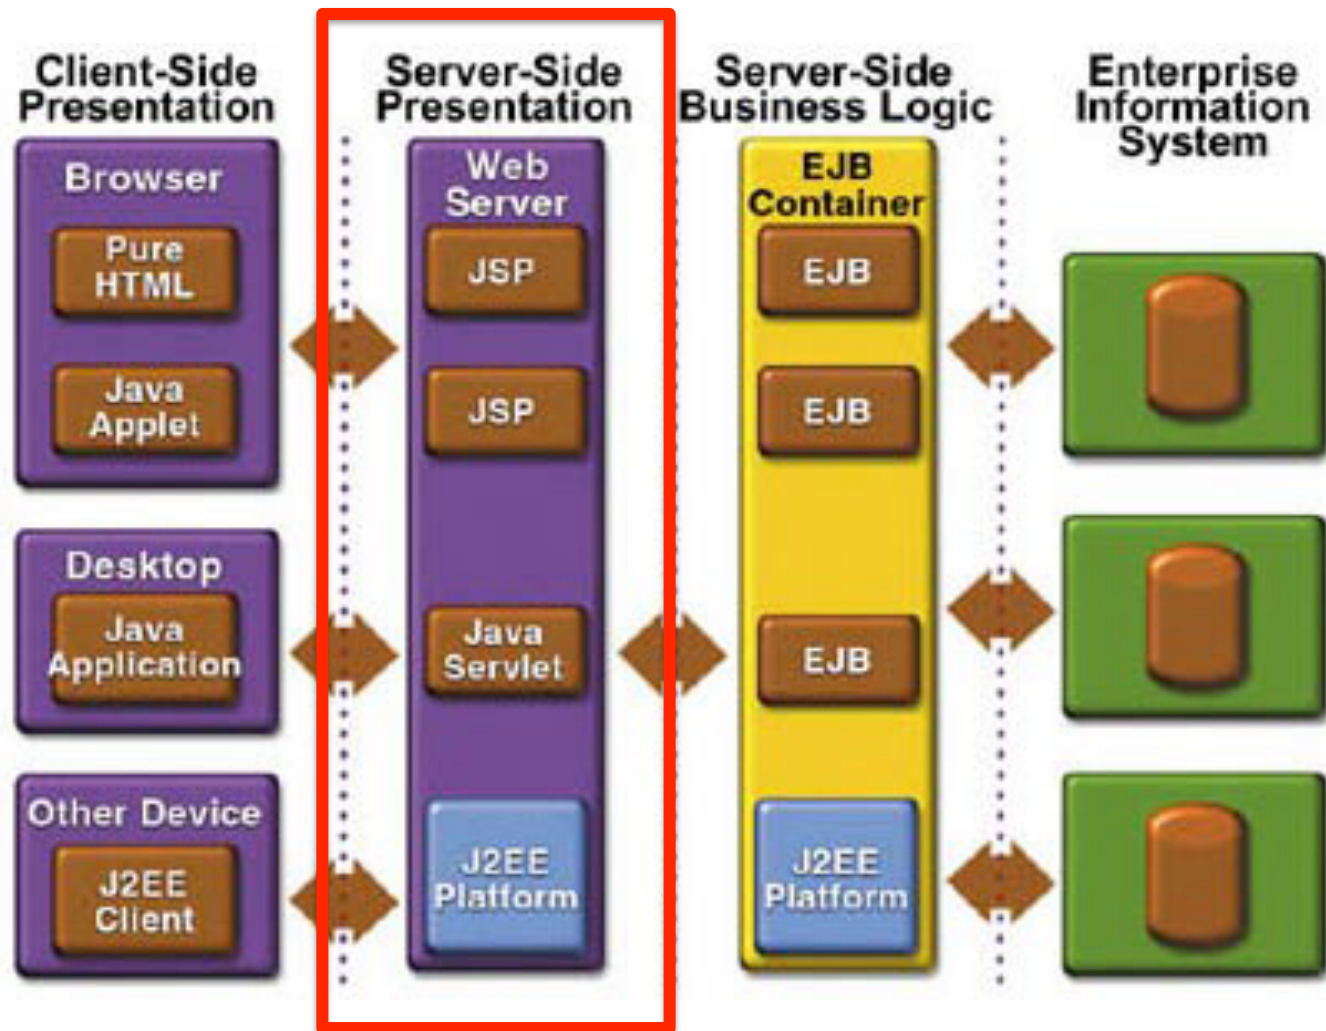 Client-Side
Presentation
Browser
Pure
HTML
Java
Applet
Desktop
Java
Application
Other Device
J2EE
Client
Server-Side
Presentation
Web
Server
JSP
JSP
Java
Servlet
J2EE
Platform
Server-Side
Business Logic
EJB
Container
EJB
EJB
EJB
J2EE
Platform
Enterprise
Information
System